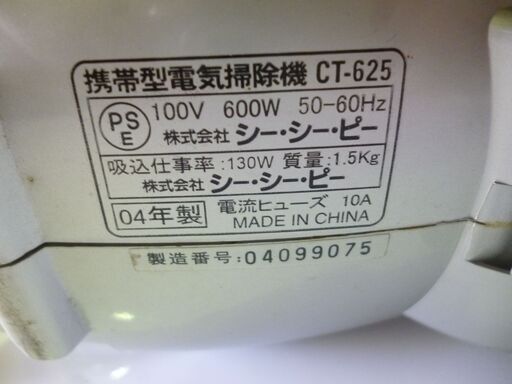 携帯型電気掃除機 CT-625
PS
E
100V 600W 50-60Hz
株式会社 シー・シー・ピー
吸込仕事率:130W 質量:1.5Kg
株式会社 シー・シー・ピー
04年製
電流ヒューズ 10A
MADE IN CHINA
製造番号:04099075